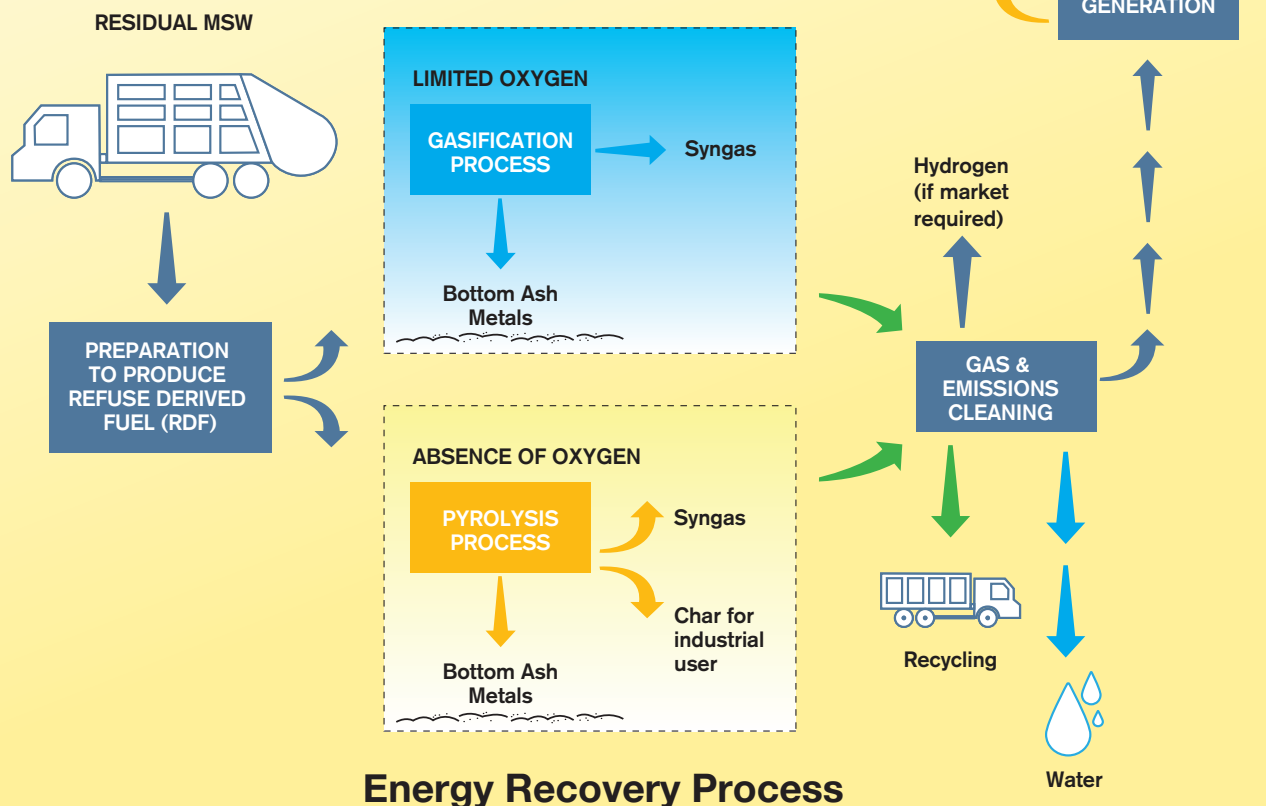 GENERATION
RESIDUAL MSW
LIMITED OXYGEN
GASIFICATION
PROCESS
Syngas
Bottom Ash
Metals
Hydrogen
(if market
required)
PREPARATION
TO PRODUCE
REFUSE DERIVED
FUEL (RDF)
GAS &
EMISSIONS
CLEANING
ABSENCE OF OXYGEN
PYROLYSIS
PROCESS
Syngas
Char for
industrial
user
Bottom Ash
Metals
Recycling
Water
Energy Recovery Process